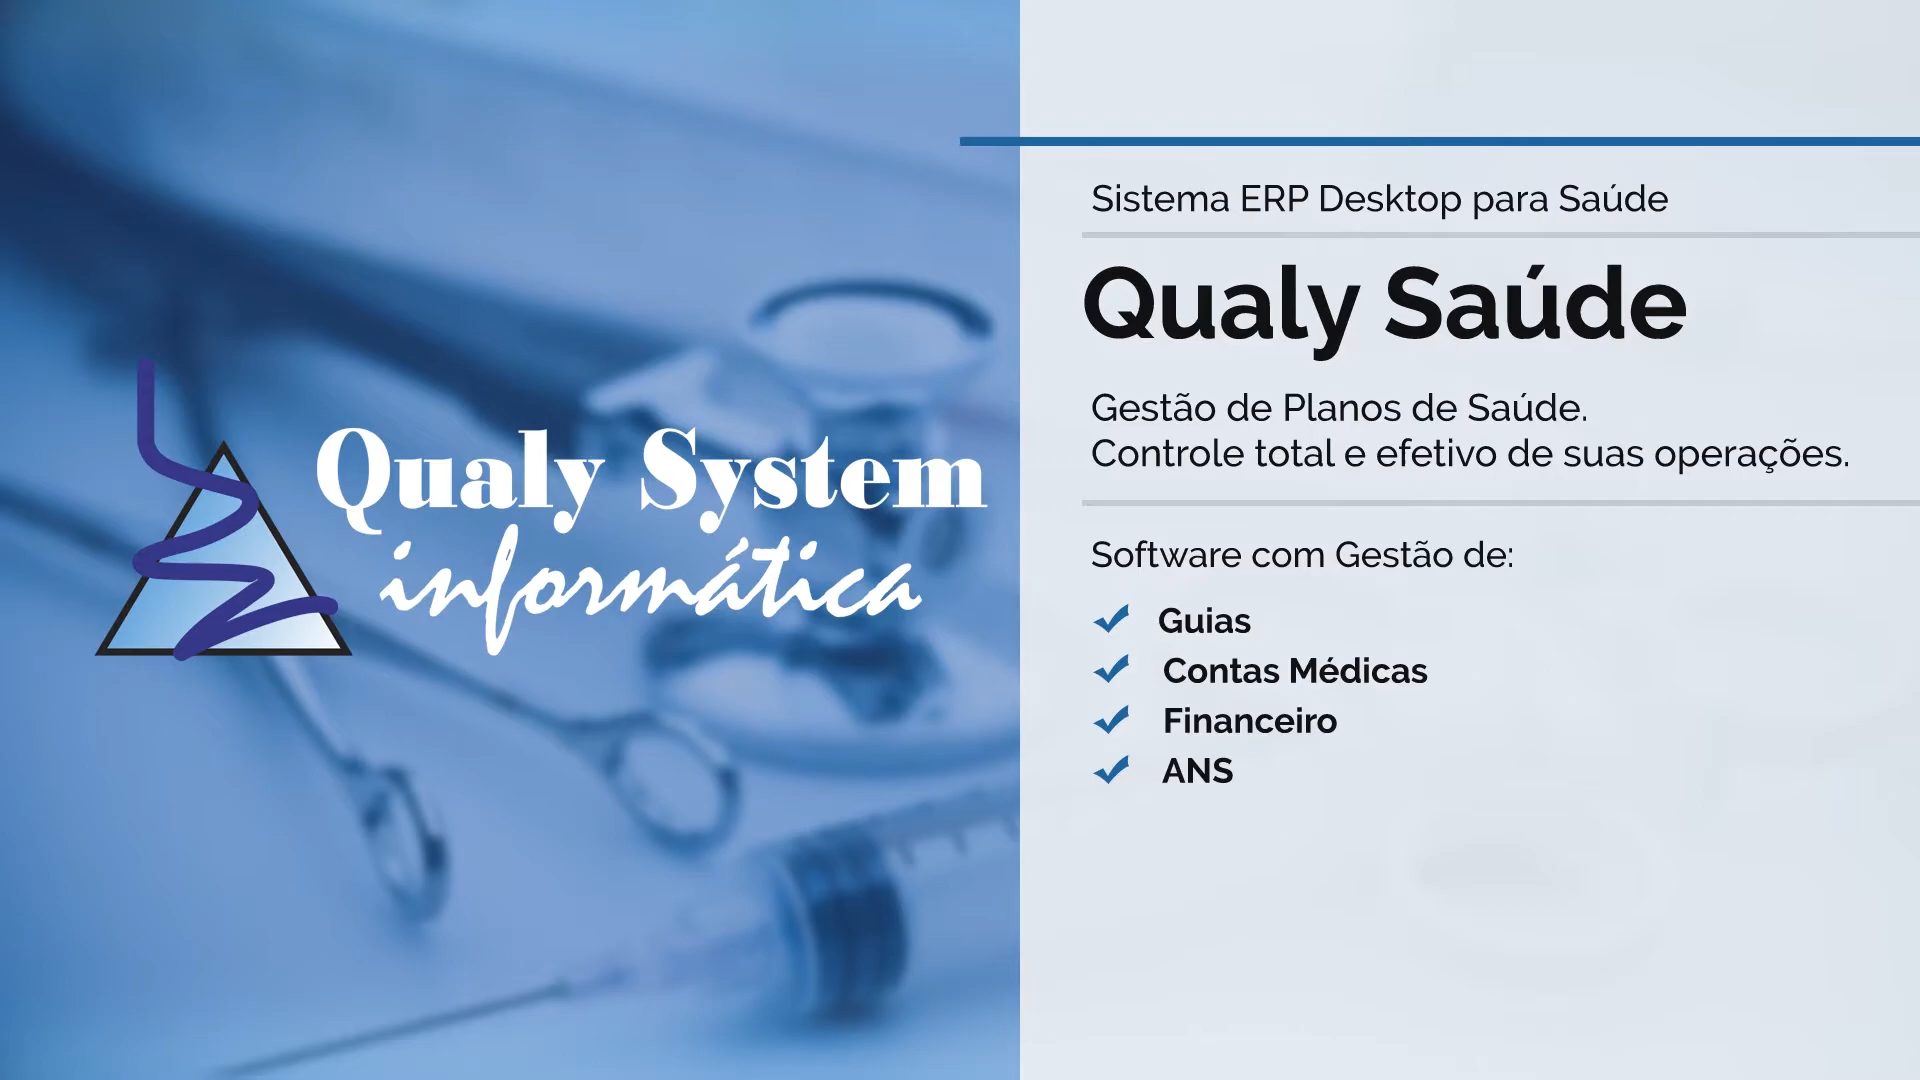 Qualy System
informática
Sistema ERP Desktop para Saúde
Qualy Saúde
Gestão de Planos de Saúde.
Controle total e efetivo de suas operações.
Software com Gestão de:
Guias
Contas Médicas
Financeiro
ANS